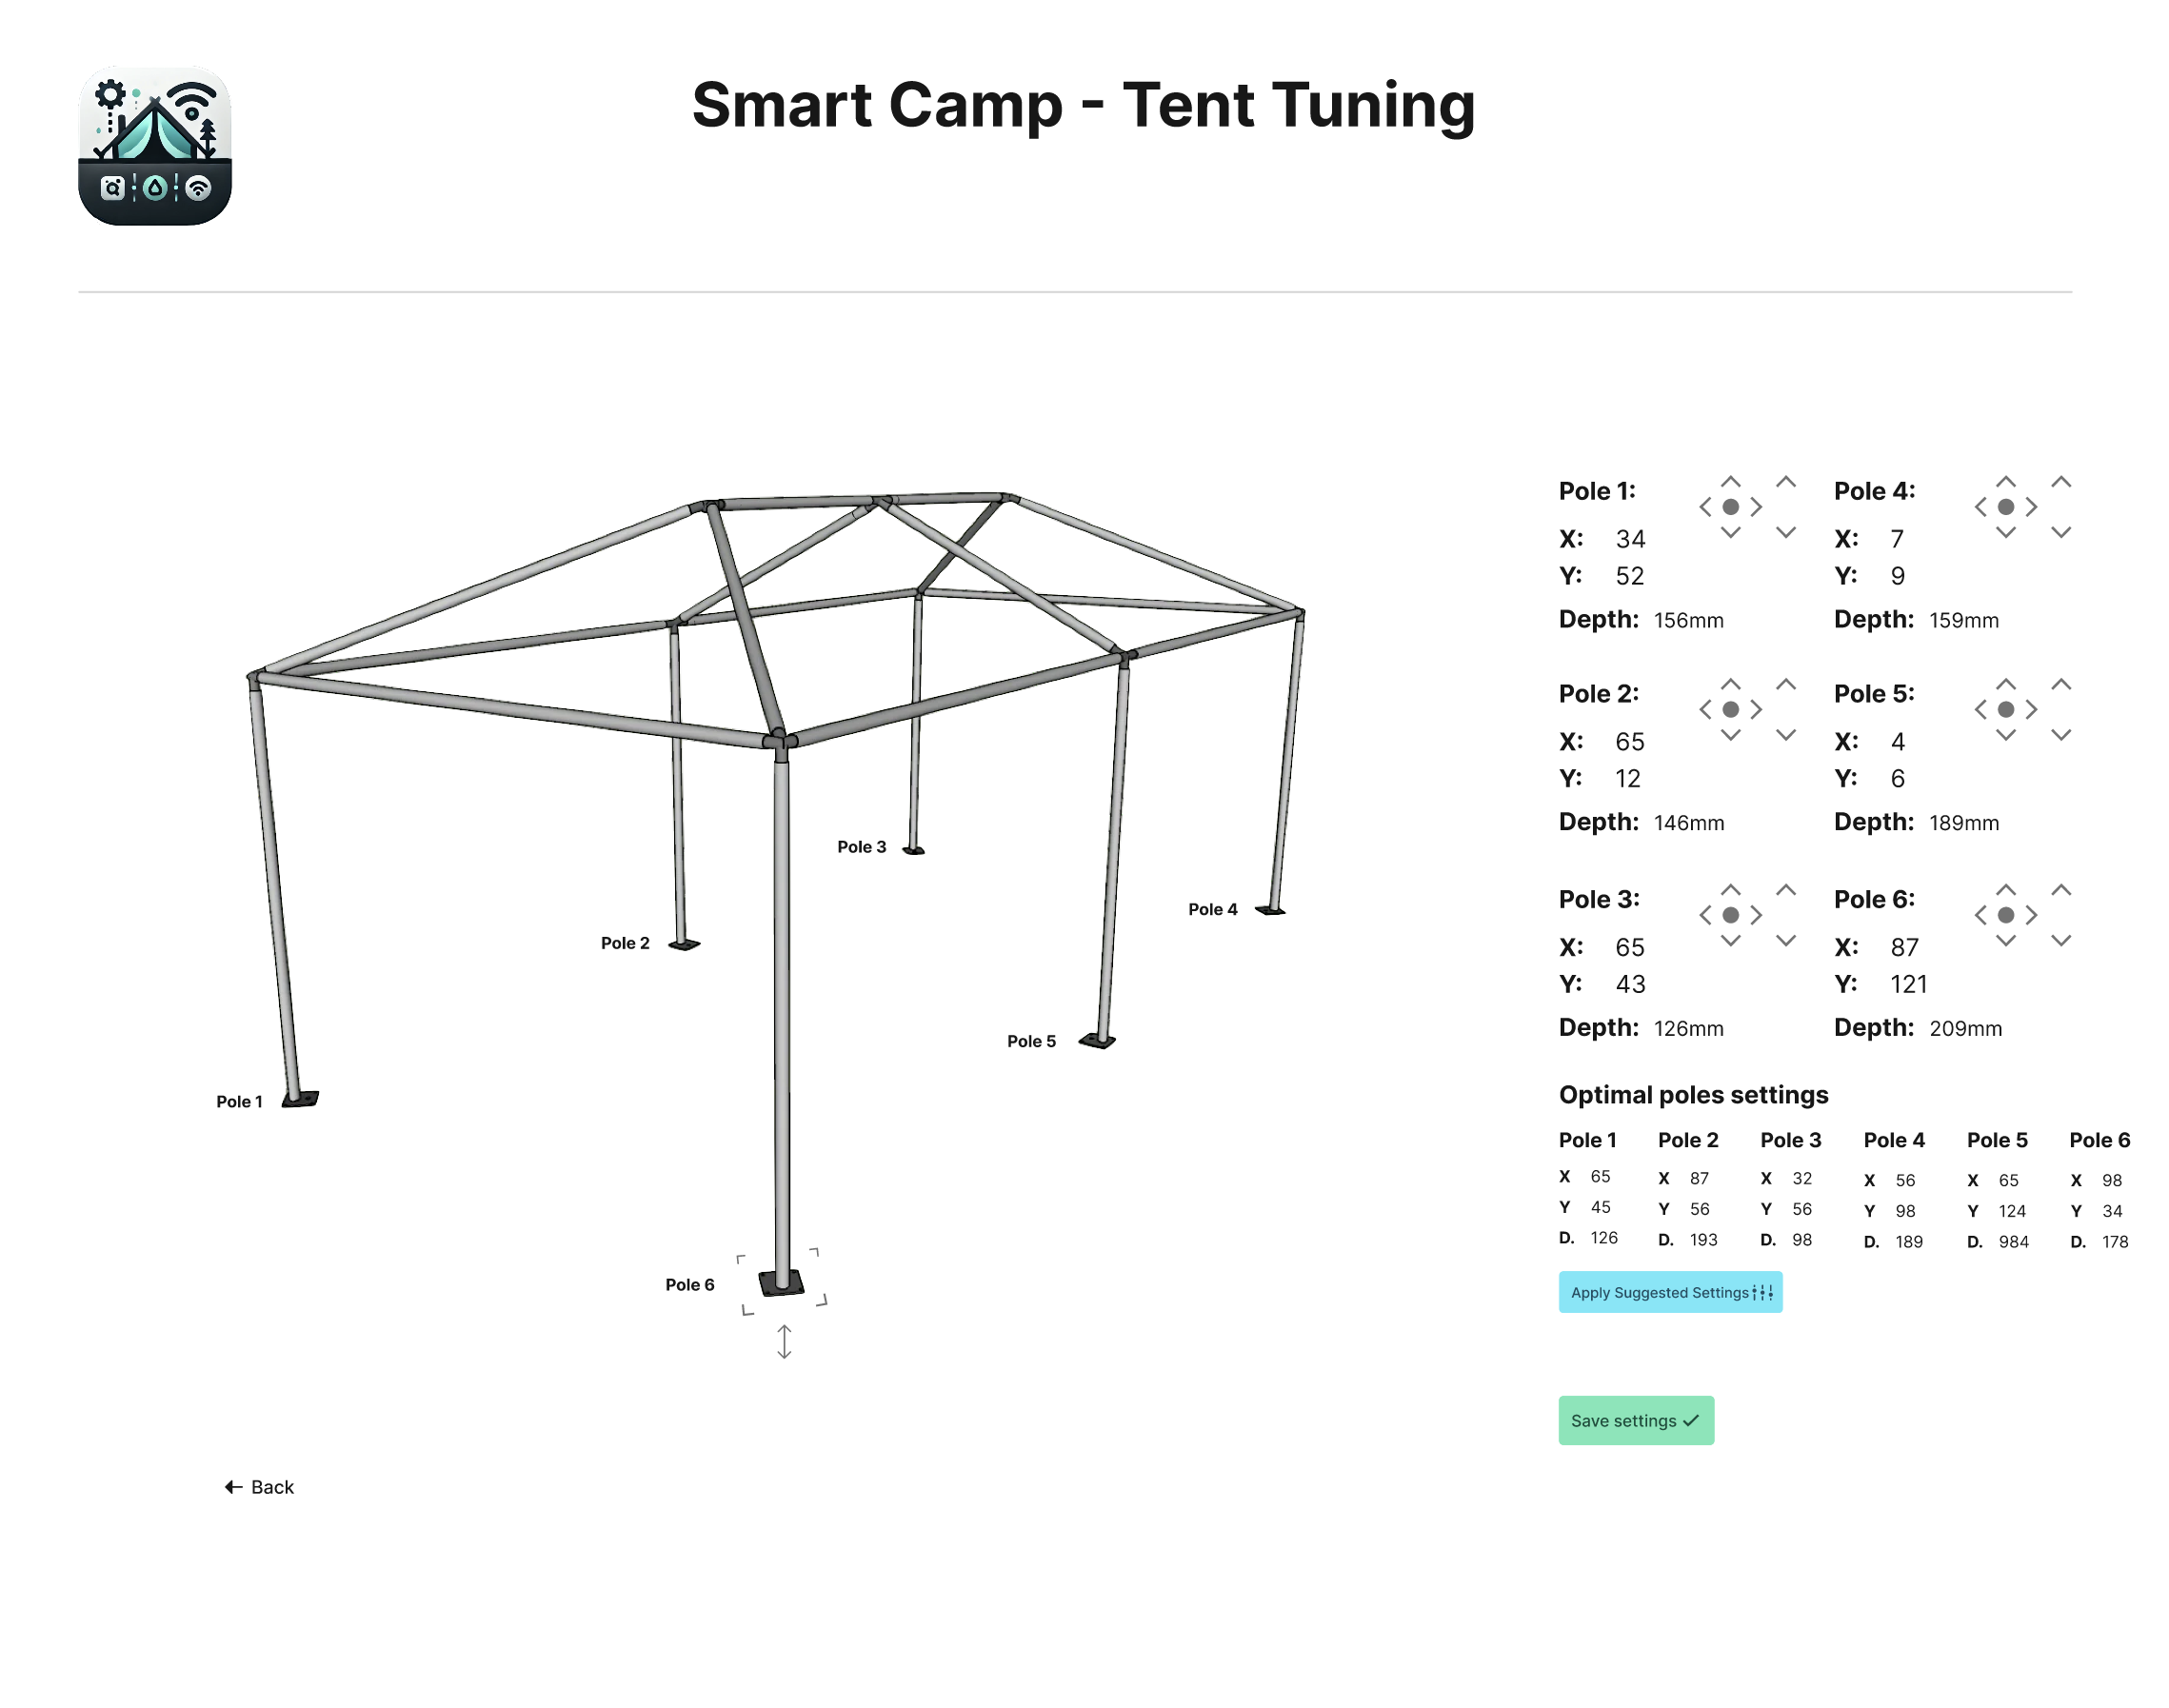 Smart Camp - Tent Tuning
Pole 1
Pole 2
Pole 3
Pole 4
Pole 5
Pole 6
Back
Pole 1:
X: 34
Y: 52
Depth: 156mm
Pole 4:
X: 7
Y: 9
Depth: 159mm
Pole 2:
X: 65
Y: 12
Depth: 146mm
Pole 5:
X: 4
Y: 6
Depth: 189mm
Pole 3:
X: 65
Y: 43
Depth: 126mm
Pole 6:
X: 87
Y: 121
Depth: 209mm
Optimal poles settings
Pole 1 Pole 2 Pole 3 Pole 4 Pole 5 Pole 6
X 65 X 87 X 32 X 56 X 65 X 98
Y 45 Y 56 Y 56 Y 98 Y 124 Y 34
D. 126 D. 193 D. 98 D. 189 D. 984 D. 178
Apply Suggested Settings
Save settings